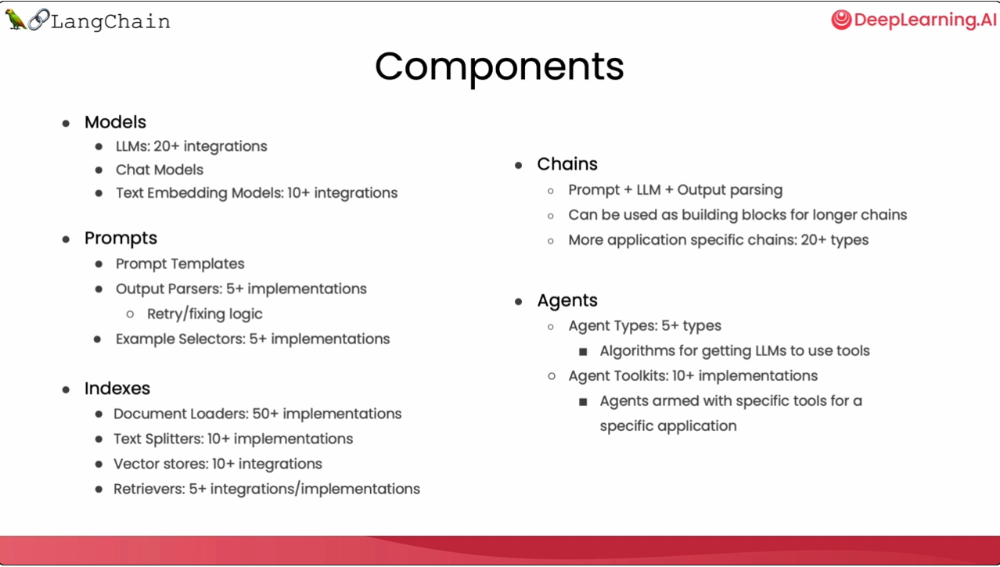 LangChain
DeepLearning.AI
Components
Models
LLMs: 20+ integrations
Chat Models
Text Embedding Models: 10+ integrations
Prompts
Prompt Templates
Output Parsers: 5+ implementations
Retry/fixing logic
Example Selectors: 5+ implementations
Indexes
Document Loaders: 50+ implementations
Text Splitters: 10+ implementations
Vector stores: 10+ integrations
Retrievers: 5+ integrations/implementations
Chains
Prompt + LLM + Output parsing
Can be used as building blocks for longer chains
More application specific chains: 20+ types
Agents
Agent Types: 5+ types
Algorithms for getting LLMs to use tools
Agent Toolkits: 10+ implementations
Agents armed with specific tools for a
specific application